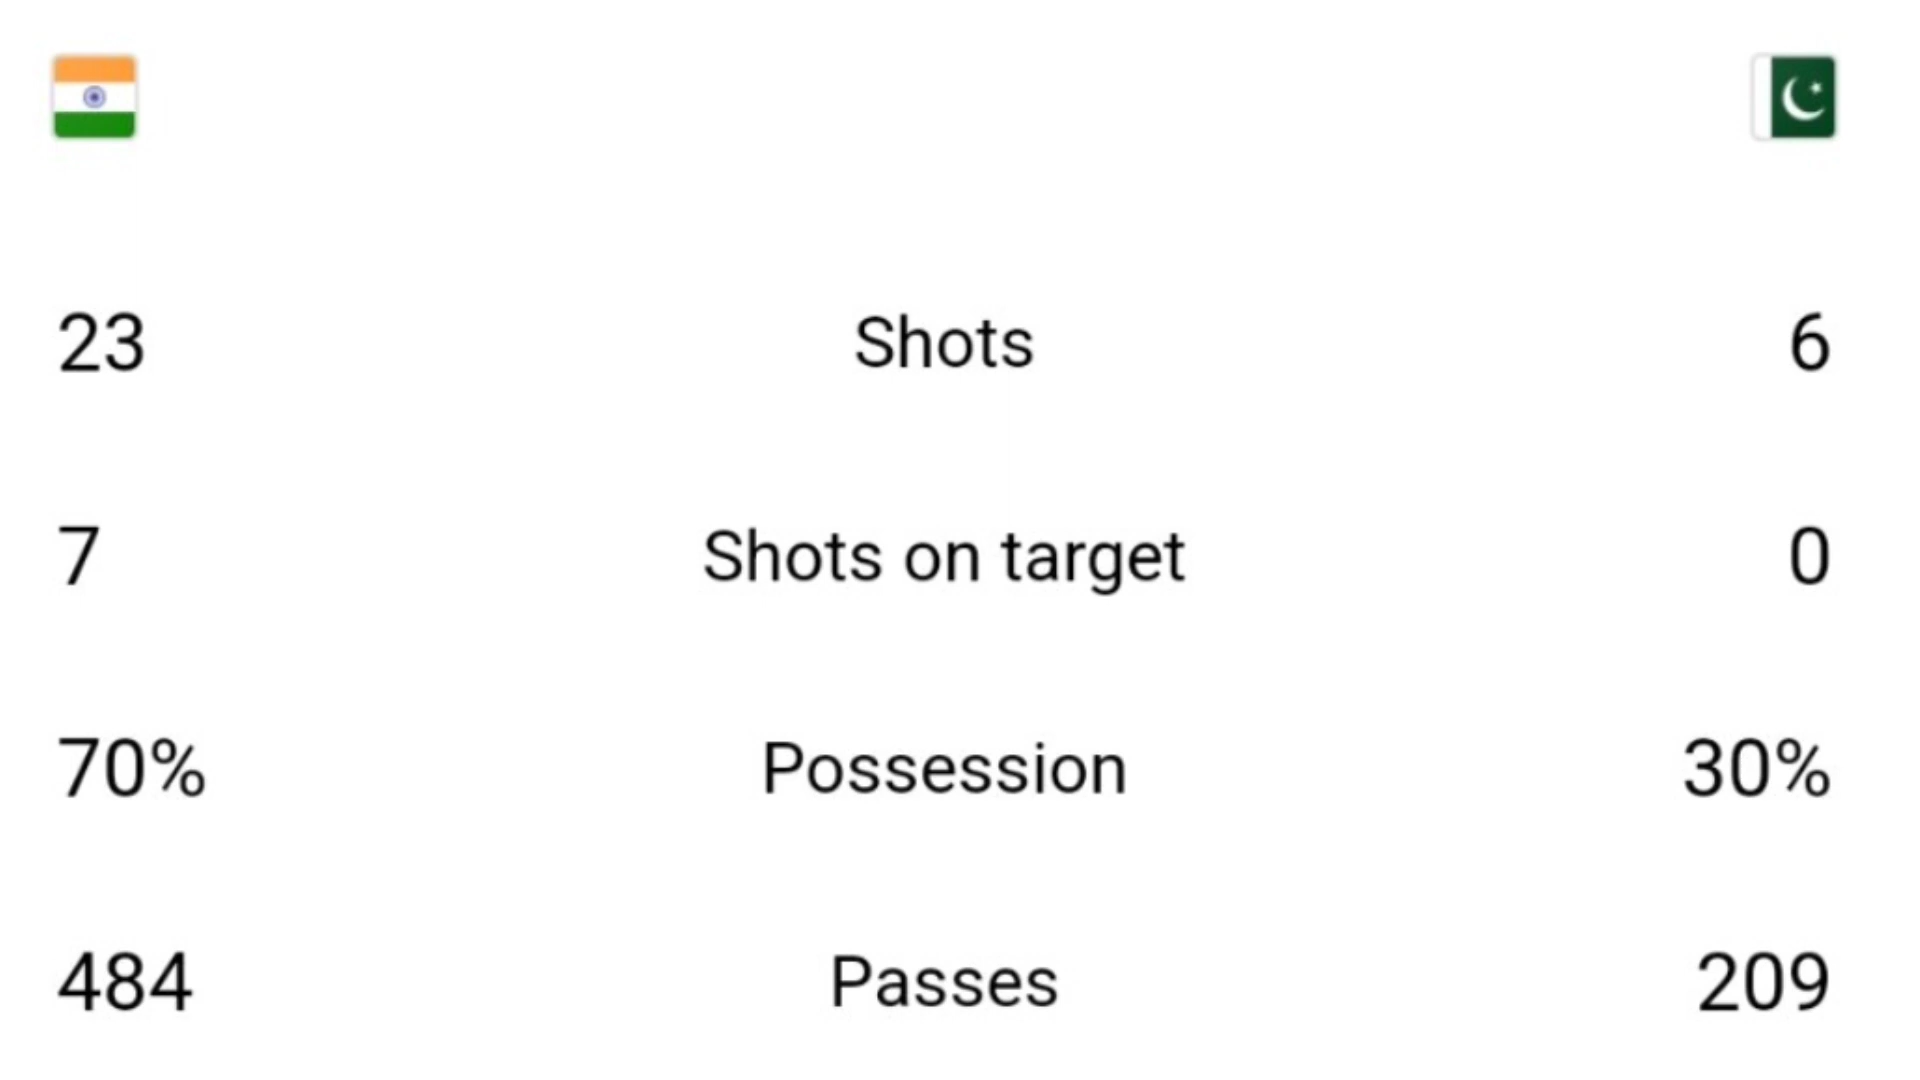 23 Shots 6
7 Shots on target 0
70% Possession 30%
484 Passes 209